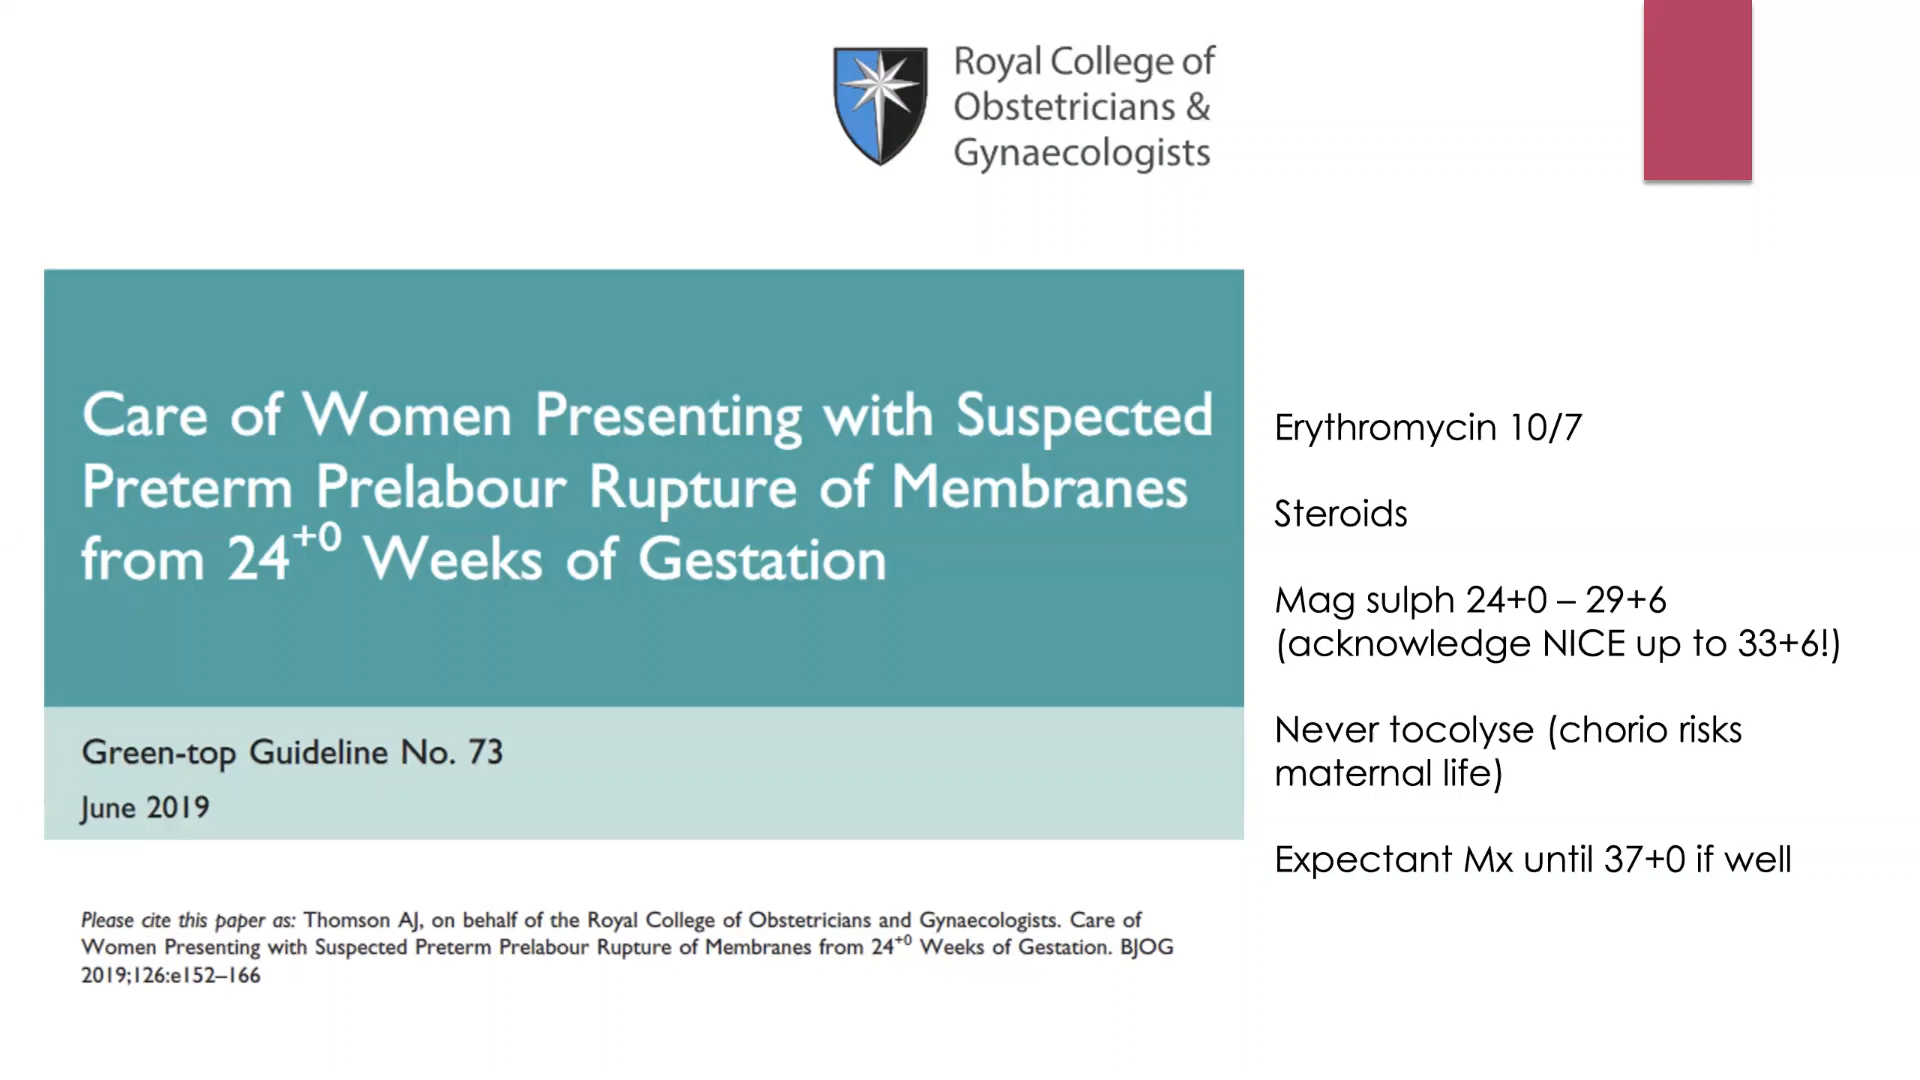 Royal College of
Obstetricians &
Gynaecologists
Care of Women Presenting with Suspected
Preterm Prelabour Rupture of Membranes
from 24⁺⁰ Weeks of Gestation
Green-top Guideline No. 73
June 2019
Please cite this paper as: Thomson AJ, on behalf of the Royal College of Obstetricians and Gynaecologists. Care of
Women Presenting with Suspected Preterm Prelabour Rupture of Membranes from 24⁺⁰ Weeks of Gestation. BJOG
2019;126:e152–166
Erythromycin 10/7
Steroids
Mag sulph 24+0 – 29+6
(acknowledge NICE up to 33+6!)
Never tocolyse (chorio risks
maternal life)
Expectant Mx until 37+0 if well